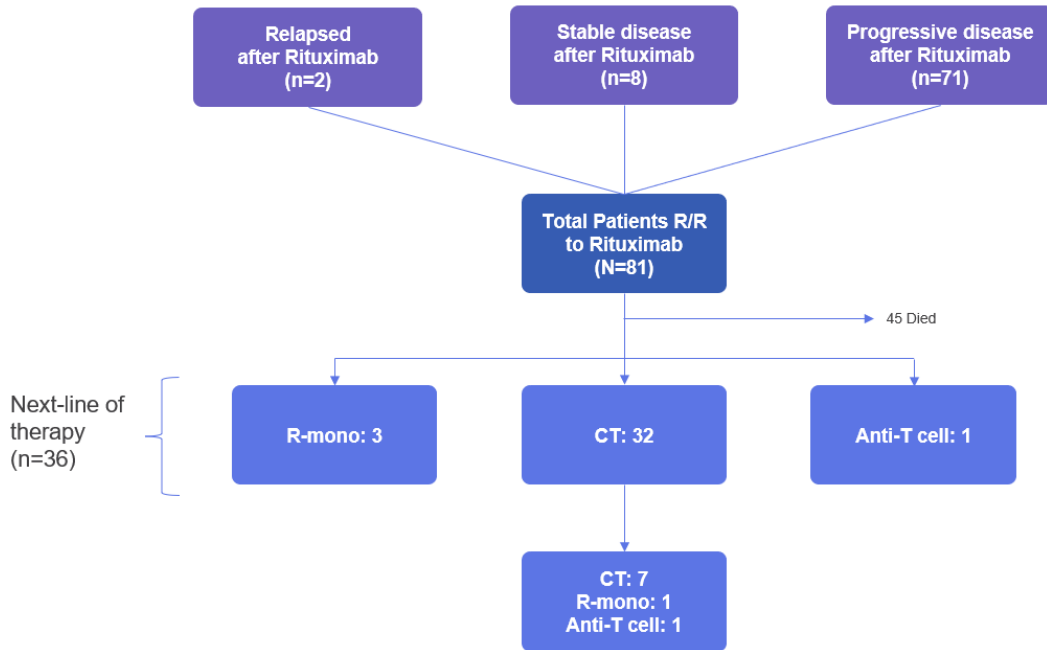 Relapsed
after Rituximab
(n=2)
Stable disease
after Rituximab
(n=8)
Progressive disease
after Rituximab
(n=71)
Total Patients R/R
to Rituximab
(N=81)
45 Died
Next-line of
therapy
(n=36)
R-mono: 3
CT: 32
Anti-T cell: 1
CT: 7
R-mono: 1
Anti-T cell: 1